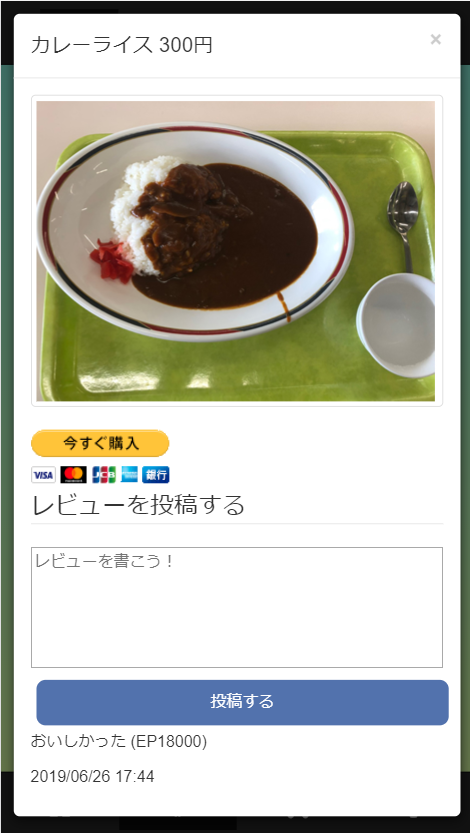 カレーライス 300円
×
今すぐ購入
VISA
JCB
銀行
レビューを投稿する
レビューを書こう！
投稿する
おいしかった (EP18000)
2019/06/26 17:44